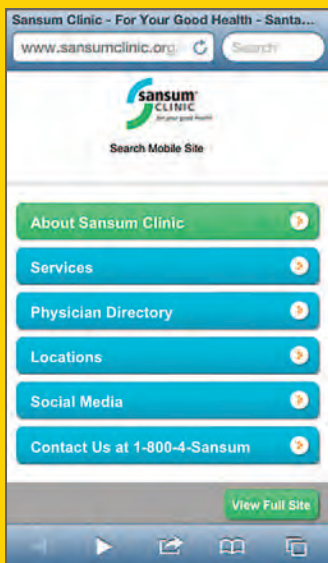 Sansum Clinic - For Your Good Health - Santa...
www.sansumclinic.org
Search
sansum
CLINIC
for your good health
Search Mobile Site
About Sansum Clinic
Services
Physician Directory
Locations
Social Media
Contact Us at 1-800-4-Sansum
View Full Site